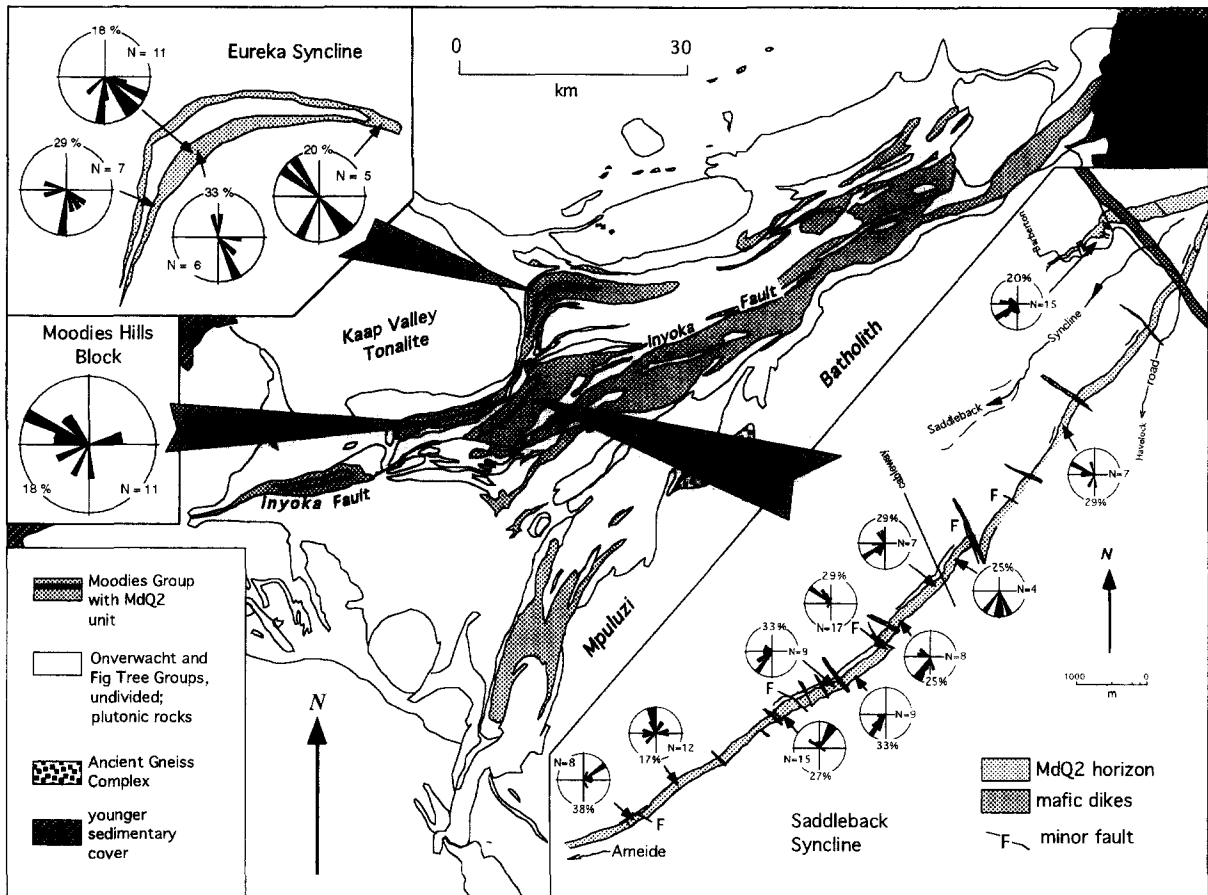 18 %
N = 11
Eureka Syncline
29 %
N = 7
33 %
N = 6
20 %
N = 5
0
30
km
Moodies Hills
Block
18%
N = 11
Kaap Valley
Tonalite
Inyoka
Fault
Inyoka Fault
Batholith
Mpuluzi
Barberton
20%
N=15
Syncline
Saddleback
road
Havelock
cableway
N=7
29%
F
F
29%
N=7
25%
N=4
29%
N=17
F
N=8
25%
33%
N=9
F
N=9
33%
N=15
27%
N=12
17%
N=8
38%
F
Ameide
N
1000
m
Saddleback
Syncline
MdQ2 horizon
mafic dikes
F
minor fault
Moodies Group
with MdQ2
unit
Onverwacht and
Fig Tree Groups,
undivided;
plutonic rocks
Ancient Gneiss
Complex
younger
sedimentary
cover
N